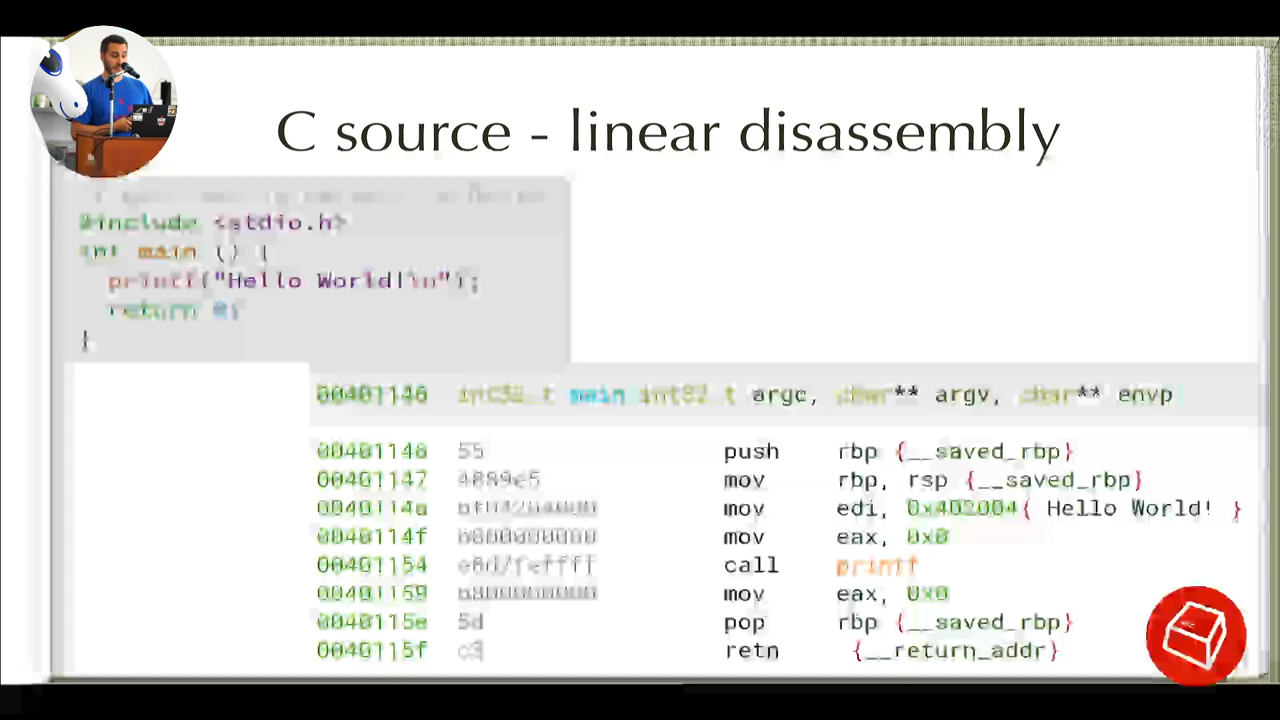 C source - linear disassembly
#include <stdio.h>
int main () {
printf("Hello World!\n");
return 0;
}
00401146 int32_t main int32_t argc, char** argv, char** envp
00401146 55 push rbp {__saved_rbp}
00401147 4889e5 mov rbp, rsp {__saved_rbp}
0040114a mov edi, 0x402004{ Hello World! }
0040114f b800000000 mov eax, 0x0
00401154 call printf
00401159 b800000000 mov eax, 0x0
0040115e 5d pop rbp {__saved_rbp}
0040115f c3 retn {__return_addr}